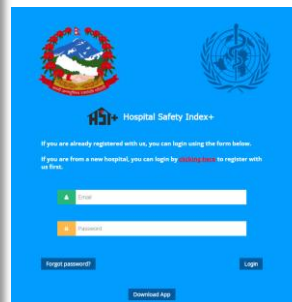 HSI+ Hospital Safety Index+
If you are already registered with us, you can login using the form below.
If you are from a new hospital, you can login by clicking here to register with
us first.
Email
Password
Forgot password?
Login
Download App